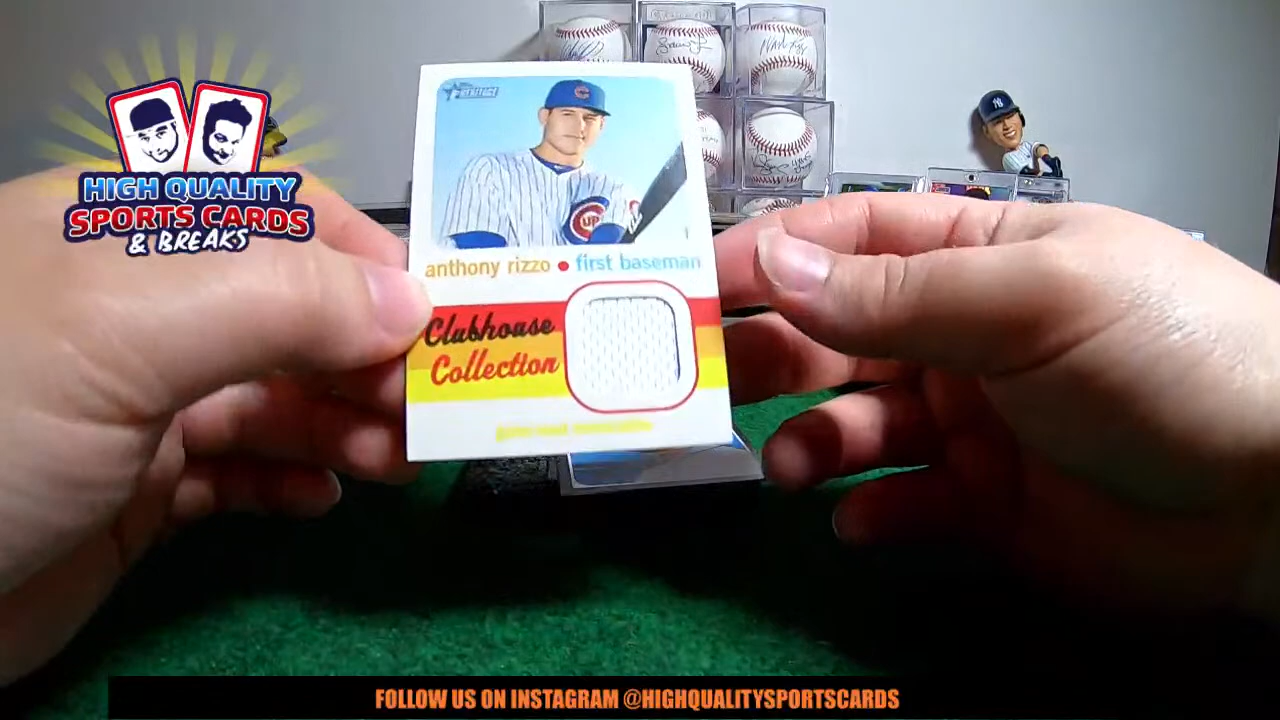 HIGH QUALITY
SPORTS CARDS
& BREAKS
HERITAGE
anthony rizzo • first baseman
Clubhouse
Collection
FOLLOW US ON INSTAGRAM @HIGHQUALITYSPORTSCARDS